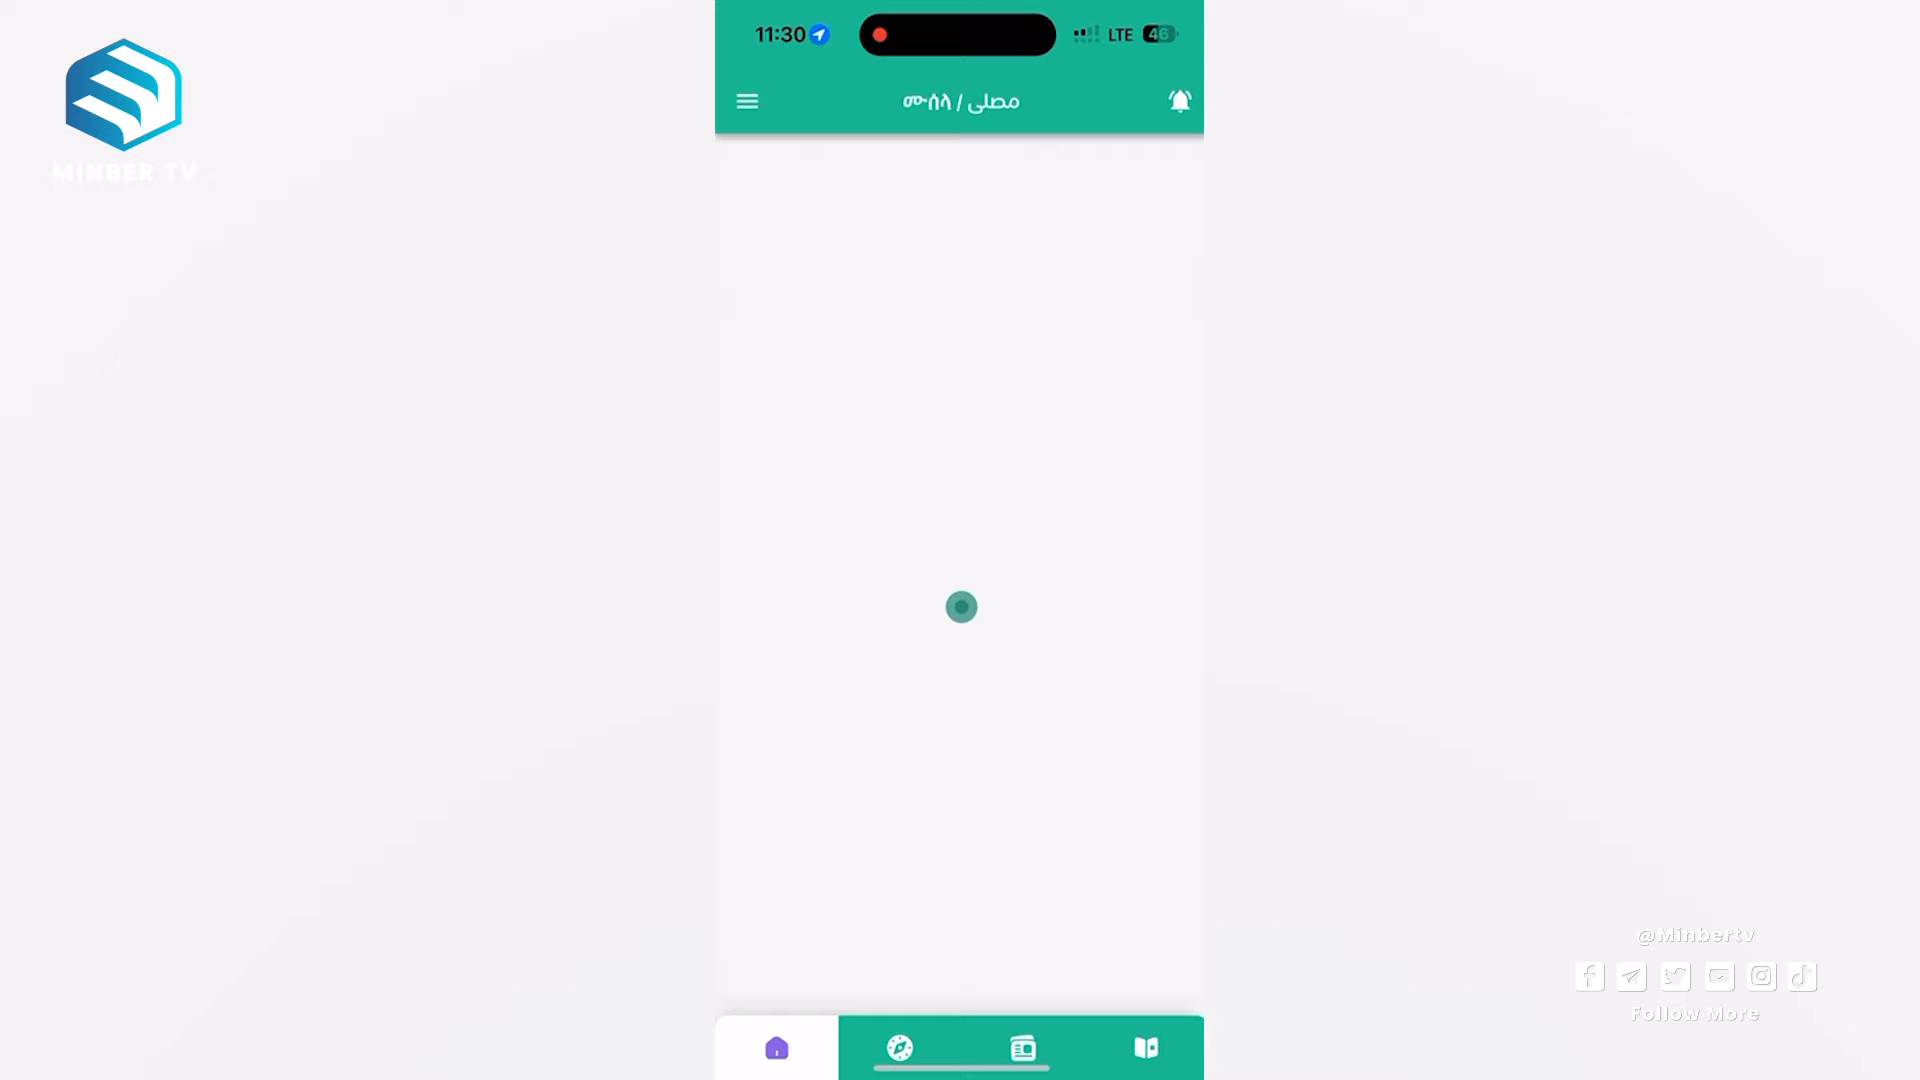 MINBER TV
11:30
LTE
46
ሙሰላ / مصلى
@Minbertv
Follow More